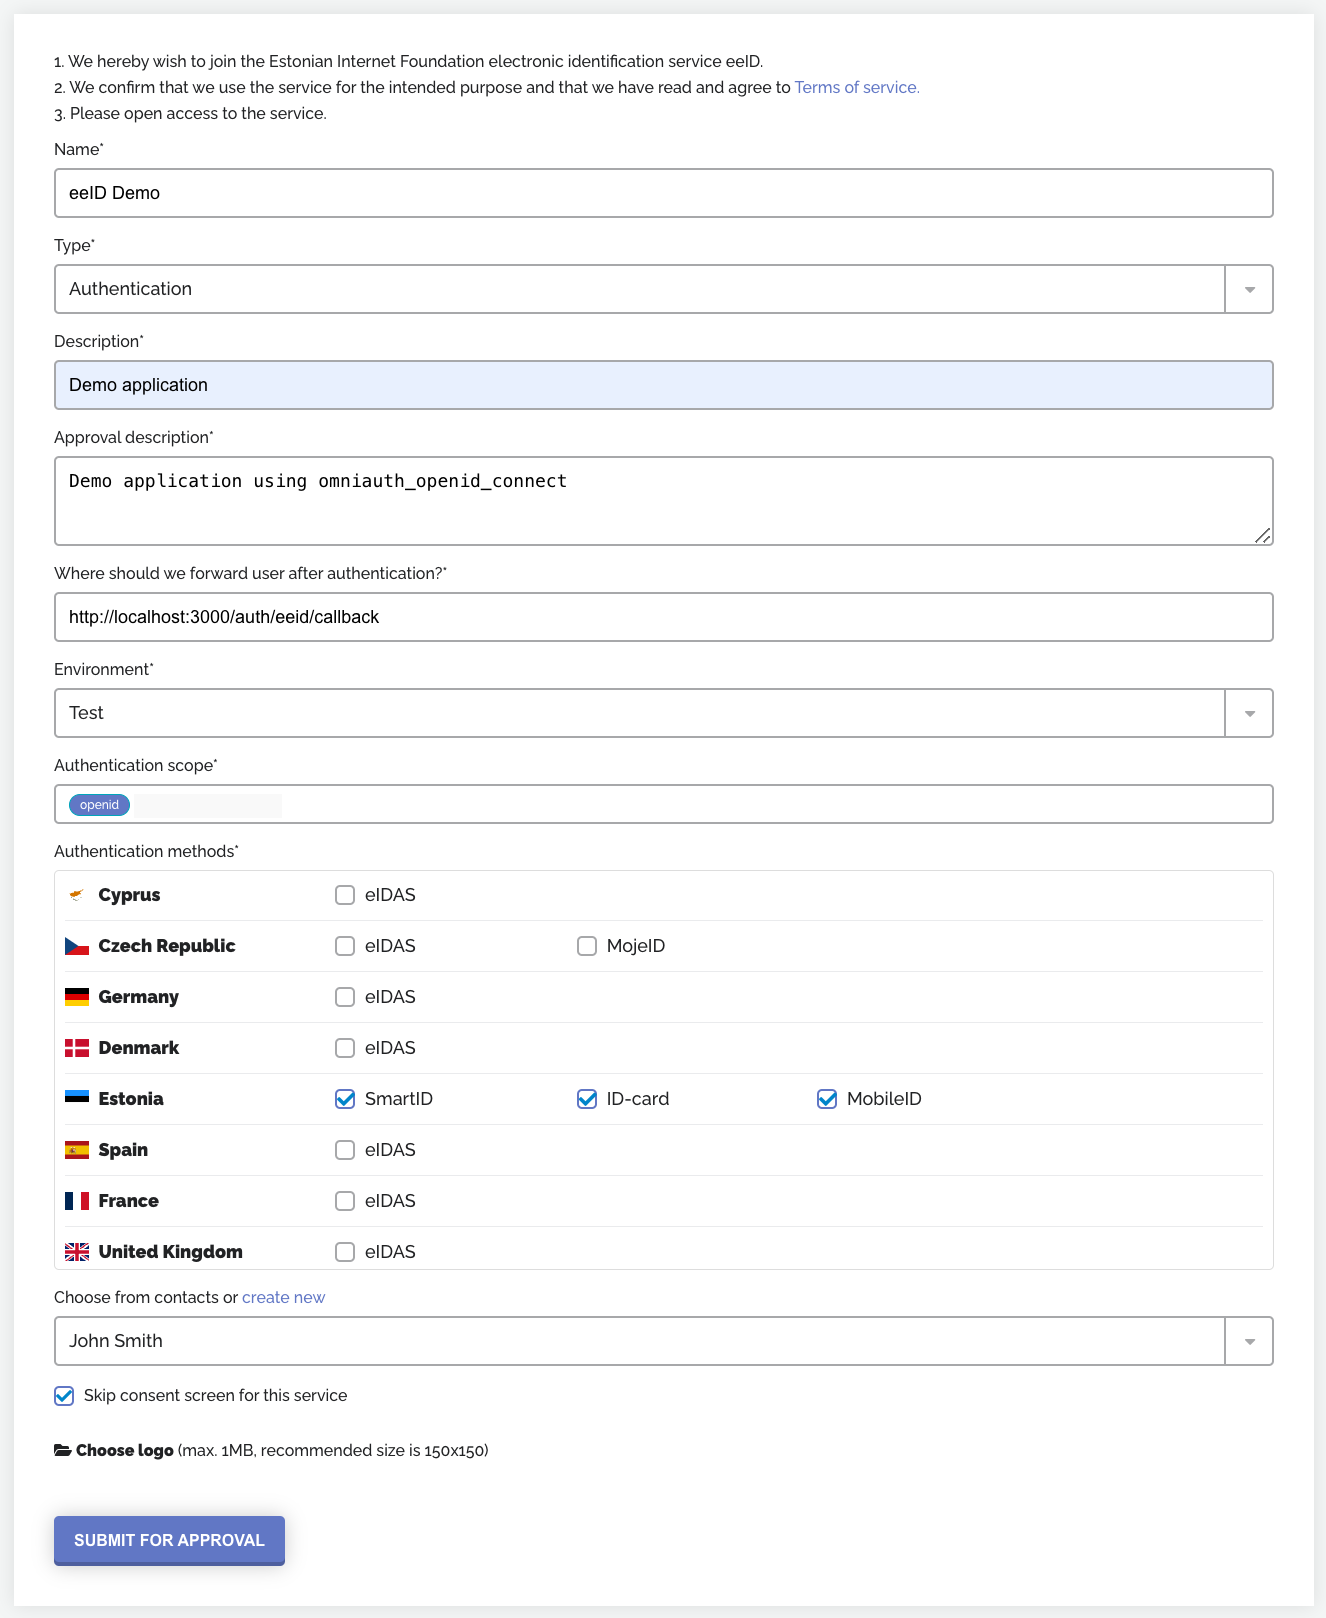 1. We hereby wish to join the Estonian Internet Foundation electronic identification service eeID.
2. We confirm that we use the service for the intended purpose and that we have read and agree to Terms of service.
3. Please open access to the service.
Name*
eeID Demo
Type*
Authentication
Description*
Demo application
Approval description*
Demo application using omniauth_openid_connect
Where should we forward user after authentication?*
http://localhost:3000/auth/eeid/callback
Environment*
Test
Authentication scope*
openid
Authentication methods*
Cyprus eIDAS
Czech Republic eIDAS MojeID
Germany eIDAS
Denmark eIDAS
Estonia SmartID ID-card MobileID
Spain eIDAS
France eIDAS
United Kingdom eIDAS
Choose from contacts or create new
John Smith
Skip consent screen for this service
Choose logo (max. 1MB, recommended size is 150x150)
SUBMIT FOR APPROVAL